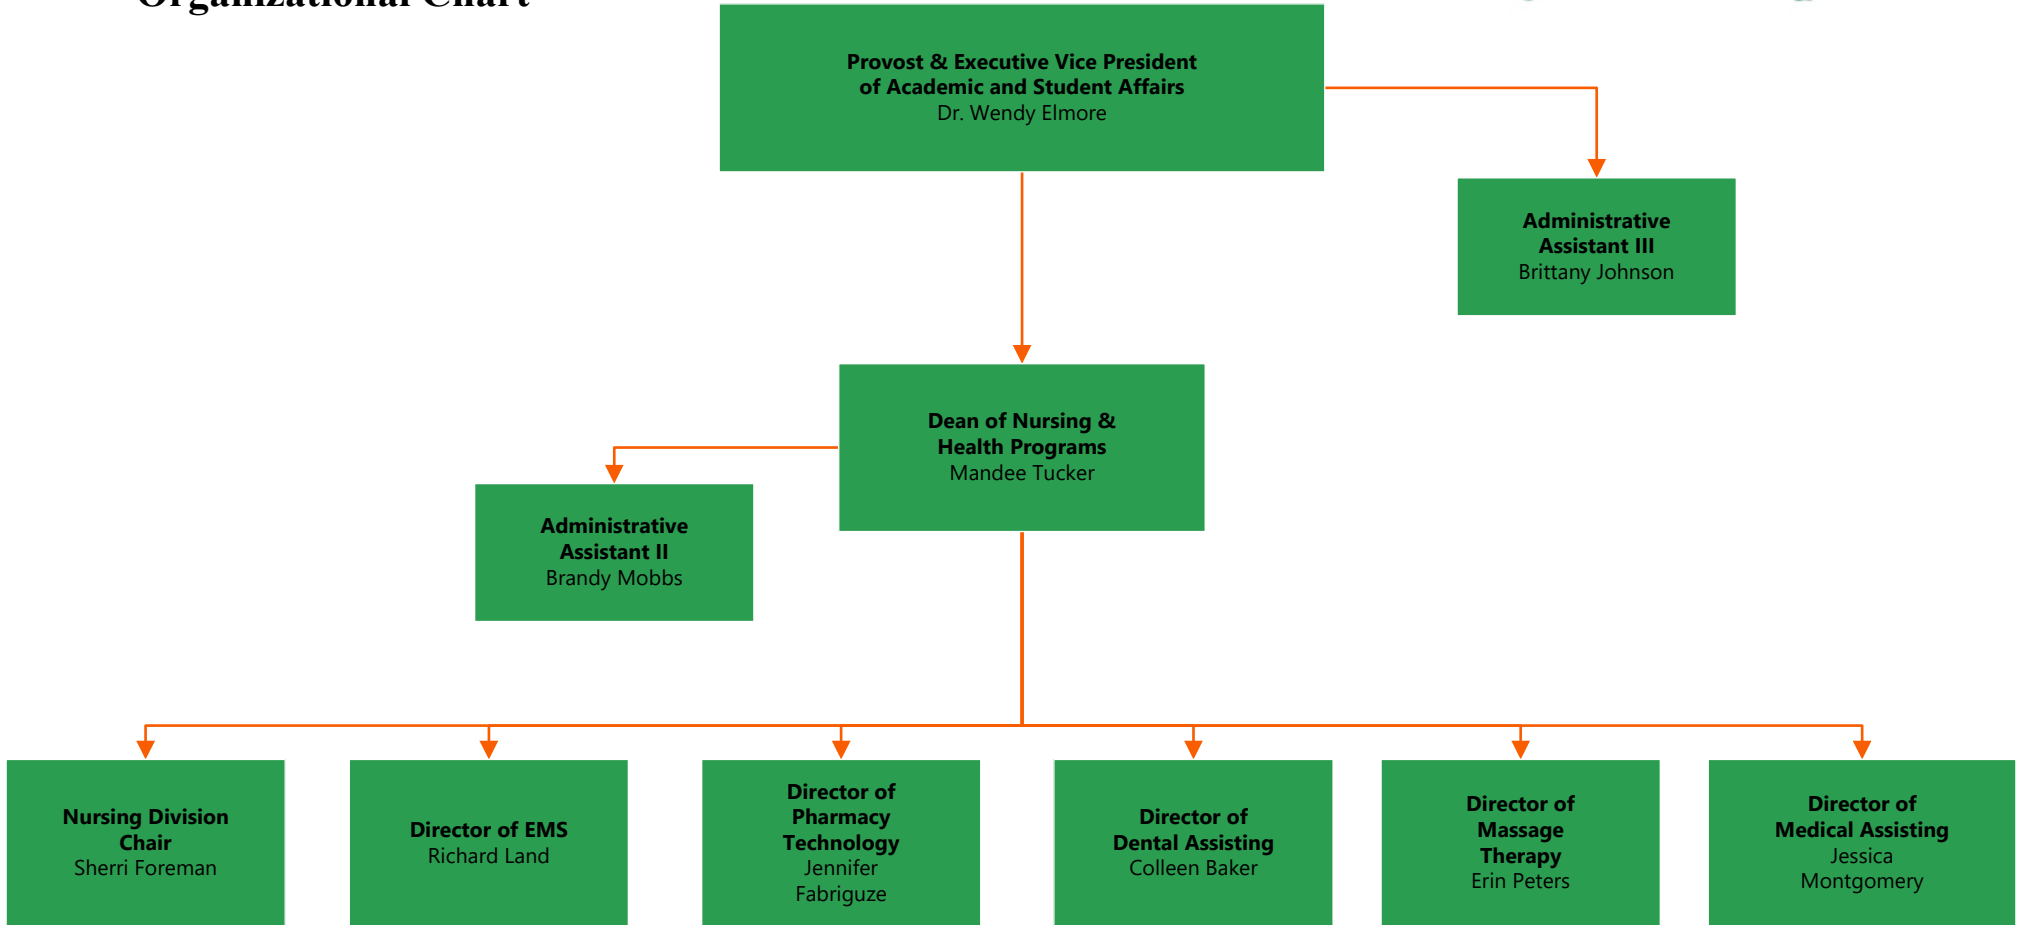 Organizational Chart
Provost & Executive Vice President
of Academic and Student Affairs
Dr. Wendy Elmore
Administrative
Assistant III
Brittany Johnson
Dean of Nursing &
Health Programs
Mandee Tucker
Administrative
Assistant II
Brandy Mobbs
Nursing Division
Chair
Sherri Foreman
Director of EMS
Richard Land
Director of
Pharmacy
Technology
Jennifer
Fabriguze
Director of
Dental Assisting
Colleen Baker
Director of
Massage
Therapy
Erin Peters
Director of
Medical Assisting
Jessica
Montgomery